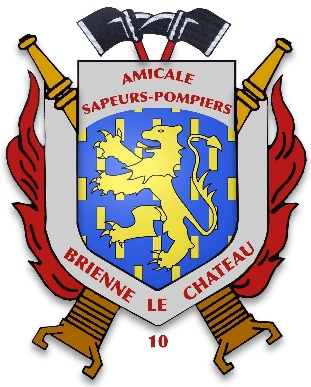 AMICALE
SAPEURS-POMPIERS
BRIENNE LE CHATEAU
10